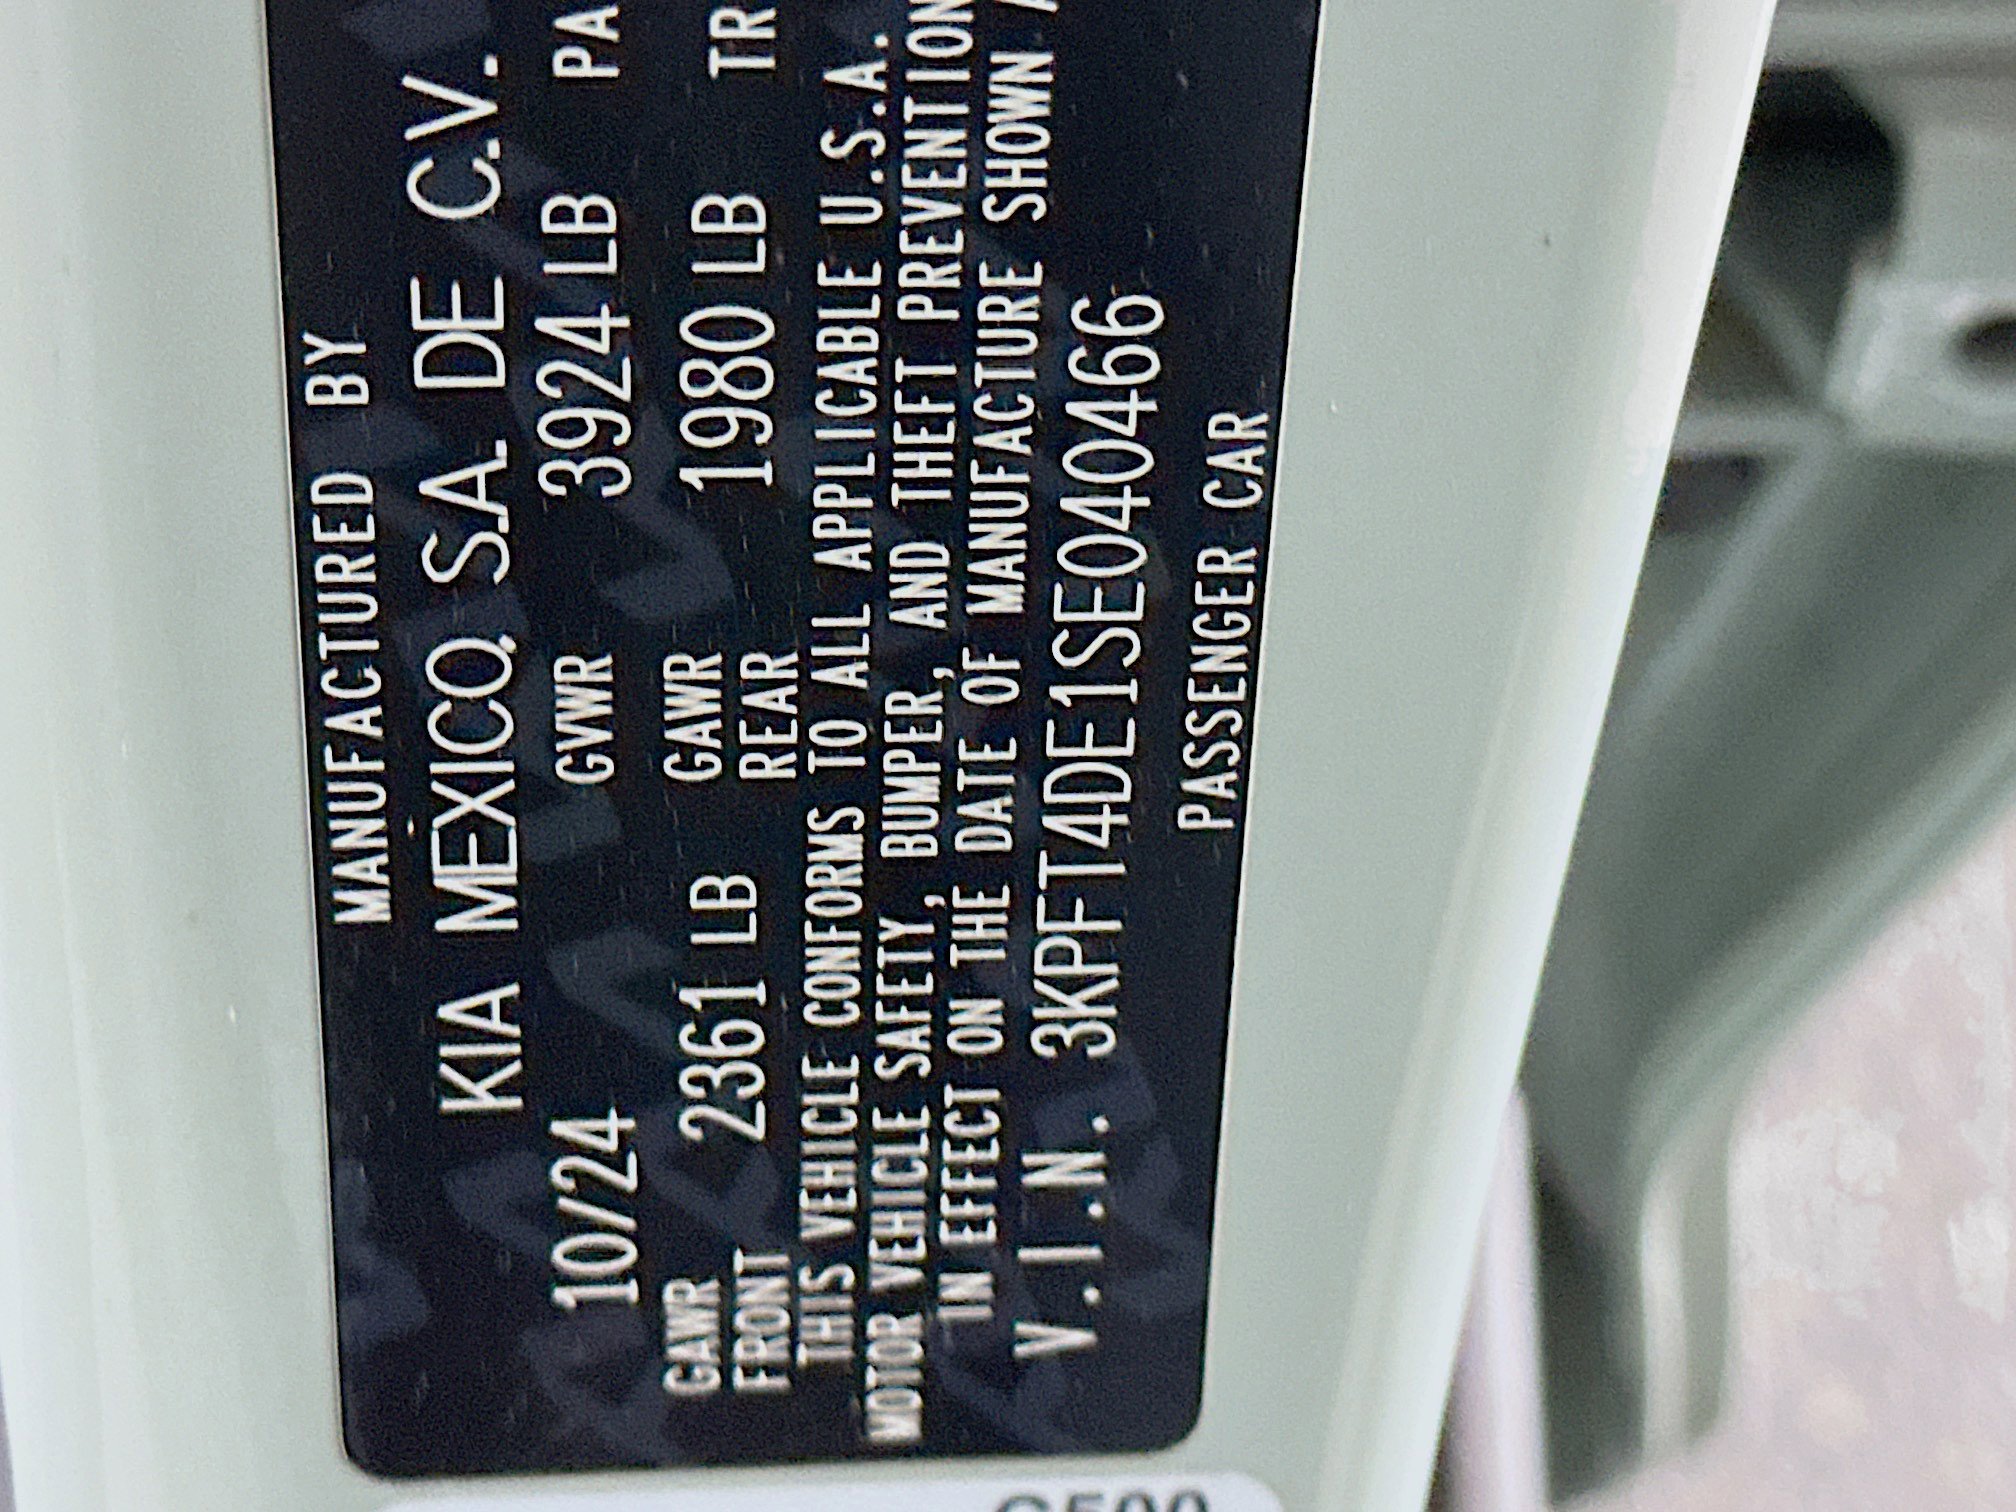 MANUFACTURED BY
KIA MEXICO, S.A. DE C.V.
10/24 GVWR 3924 LB PA
GAWR FRONT 2361 LB GAWR REAR 1980 LB TR
THIS VEHICLE CONFORMS TO ALL APPLICABLE U.S.A.
MOTOR VEHICLE SAFETY, BUMPER, AND THEFT PREVENTION
IN EFFECT ON THE DATE OF MANUFACTURE SHOWN A
V.I.N. 3KPFT4DE1SE040466
PASSENGER CAR